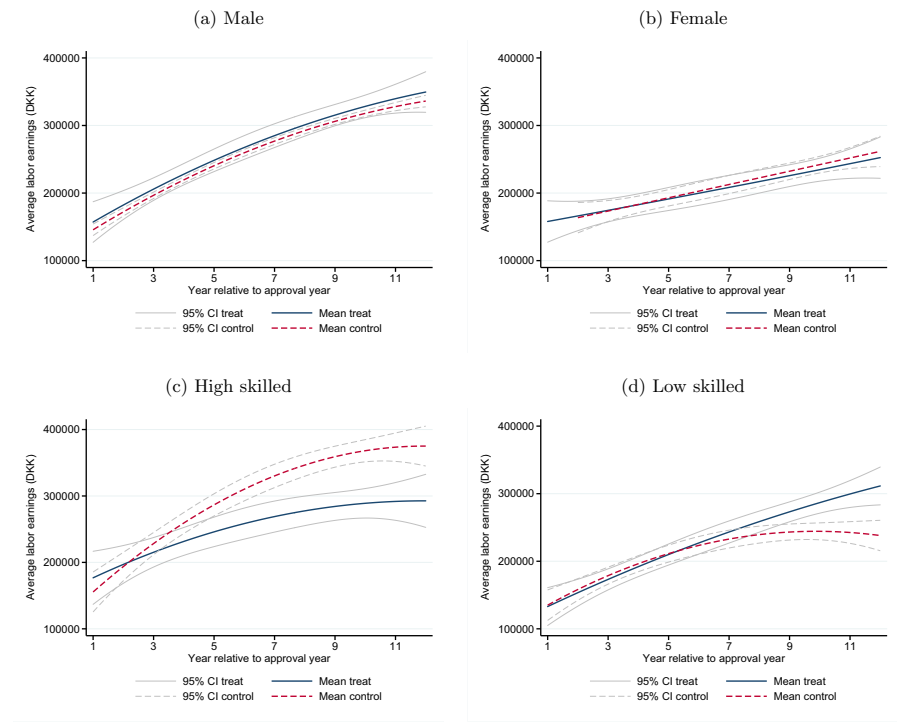 (a) Male
(b) Female
Average labor earnings (DKK)
400000
300000
200000
100000
1 3 5 7 9 11
Year relative to approval year
95% CI treat Mean treat
95% CI control Mean control
Average labor earnings (DKK)
400000
300000
200000
100000
1 3 5 7 9 11
Year relative to approval year
95% CI treat Mean treat
95% CI control Mean control
(c) High skilled
(d) Low skilled
Average labor earnings (DKK)
400000
300000
200000
100000
1 3 5 7 9 11
Year relative to approval year
95% CI treat Mean treat
95% CI control Mean control
Average labor earnings (DKK)
400000
300000
200000
100000
1 3 5 7 9 11
Year relative to approval year
95% CI treat Mean treat
95% CI control Mean control